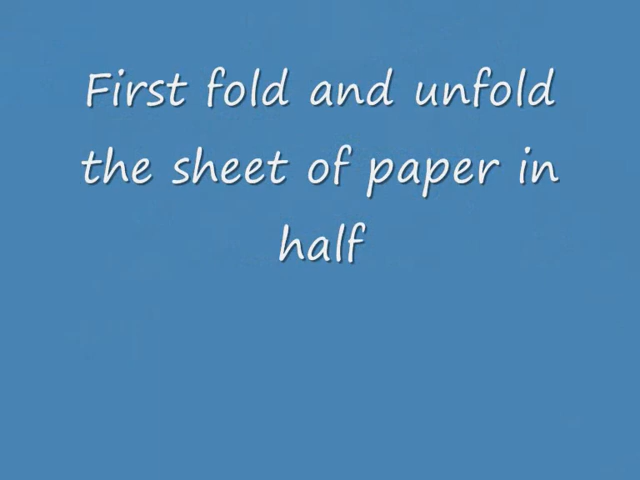 First fold and unfold
the sheet of paper in
half